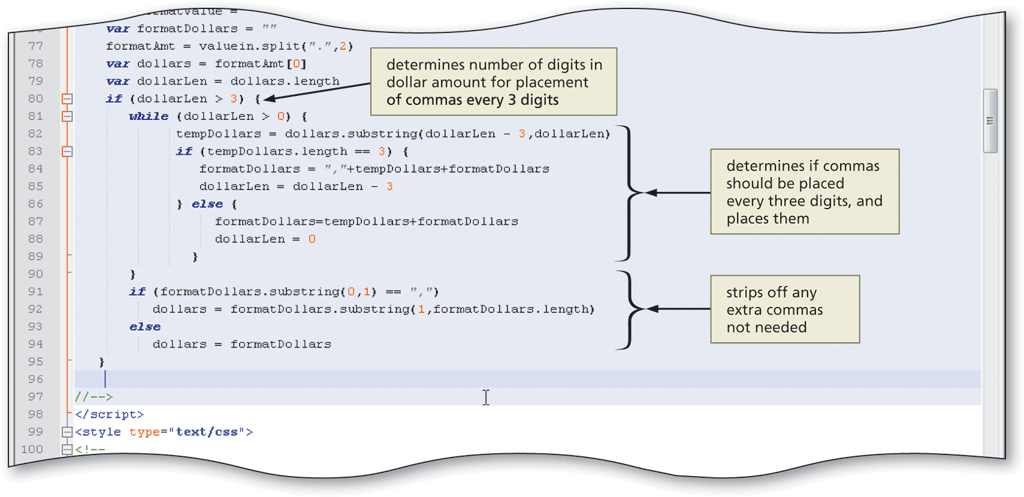 var formatDollars = ""
77 formatAmt = valuein.split(".",2)
78 var dollars = formatAmt[0]
79 var dollarLen = dollars.length
80 if (dollarLen > 3) {
81 while (dollarLen > 0) {
82 tempDollars = dollars.substring(dollarLen - 3,dollarLen)
83 if (tempDollars.length == 3) {
84 formatDollars = ","+tempDollars+formatDollars
85 dollarLen = dollarLen - 3
86 } else {
87 formatDollars=tempDollars+formatDollars
88 dollarLen = 0
89 }
90 }
91 if (formatDollars.substring(0,1) == ",")
92 dollars = formatDollars.substring(1,formatDollars.length)
93 else
94 dollars = formatDollars
95 }
96
97 //-->
98 </script>
99 <style type="text/css">
100 <!--
determines number of digits in
dollar amount for placement
of commas every 3 digits
determines if commas
should be placed
every three digits, and
places them
strips off any
extra commas
not needed